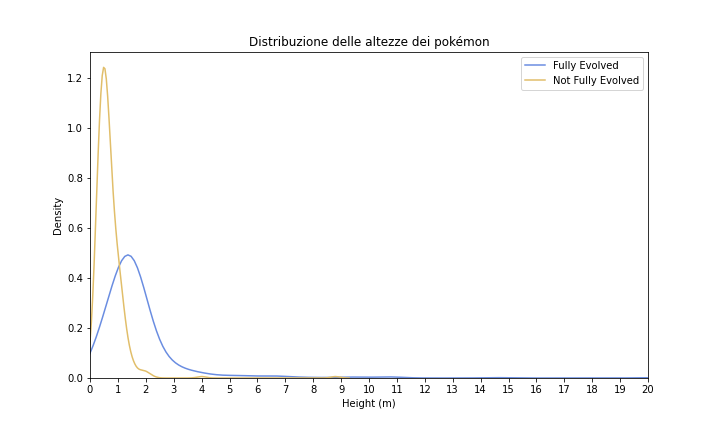 Distribuzione delle altezze dei pokémon
Fully Evolved
Not Fully Evolved
Density
1.2
1.0
0.8
0.6
0.4
0.2
0.0
0 1 2 3 4 5 6 7 8 9 10 11 12 13 14 15 16 17 18 19 20
Height (m)